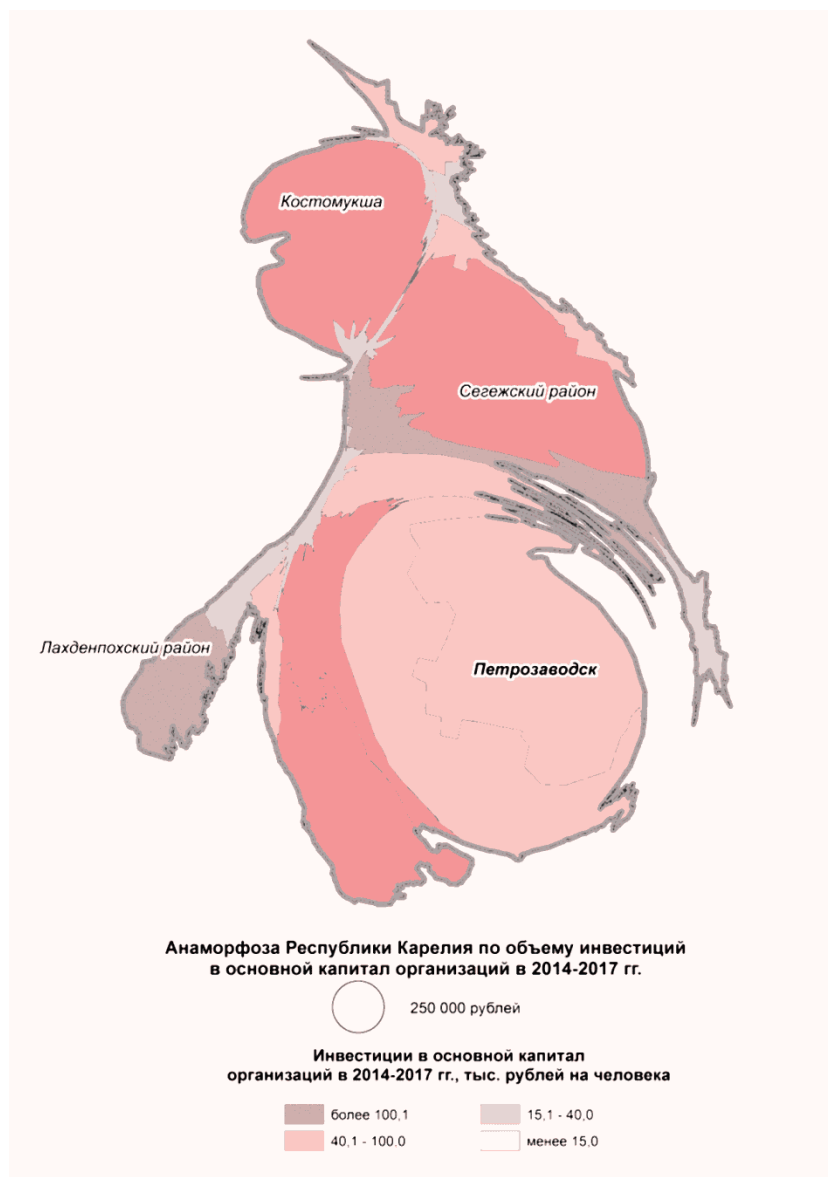 Костомукша
Сегежский район
Лахденпохский район
Петрозаводск
Анаморфоза Республики Карелия по объему инвестиций
в основной капитал организаций в 2014-2017 гг.
250 000 рублей
Инвестиции в основной капитал
организаций в 2014-2017 гг., тыс. рублей на человека
более 100,1
15,1 - 40,0
40,1 - 100.0
менее 15,0